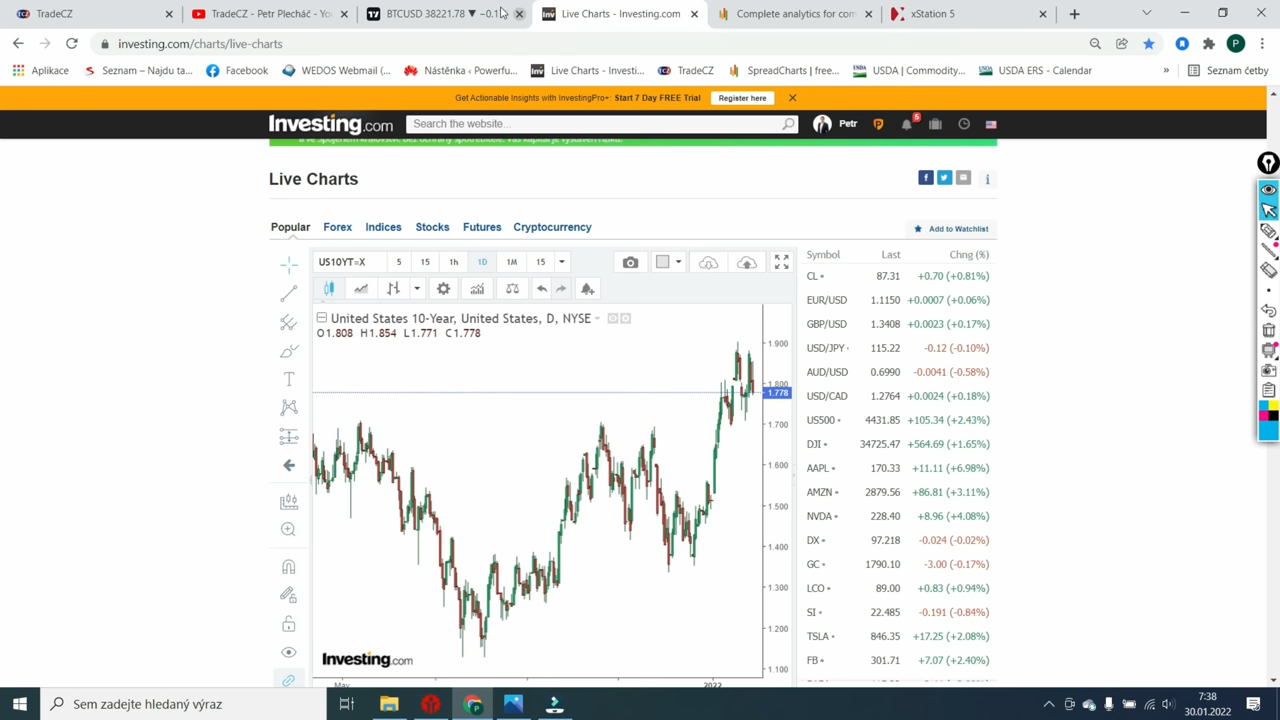 TradeCZ
TradeCZ - Petr Plecháč - Yo
BTCUSD 38221.78 ▼ −0.1
Live Charts - Investing.com
Complete analytics for com
xStation 5
investing.com/charts/live-charts
P
Aplikace
Seznam – Najdu ta...
Facebook
WEDOS Webmail (...
Nástěnka ‹ Powerfu...
Live Charts - Investi...
TradeCZ
SpreadCharts | free...
USDA | Commodity...
USDA ERS - Calendar
»
Seznam četby
Get Actionable Insights with InvestingPro+: Start 7 Day FREE Trial
Register here
Investing.com
Search the website...
Petr
5
Live Charts
Popular
Forex
Indices
Stocks
Futures
Cryptocurrency
Add to Watchlist
US10YT=X
5
15
1h
1D
1M
15
United States 10-Year, United States, D, NYSE
O1.808 H1.854 L1.771 C1.778
1.900
1.800
1.778
1.700
1.600
1.500
1.400
1.300
1.200
1.100
May
2022
Investing.com
Symbol Last Chng (%)
CL 87.31 +0.70 (+0.81%)
EUR/USD 1.1150 +0.0007 (+0.06%)
GBP/USD 1.3408 +0.0023 (+0.17%)
USD/JPY 115.22 -0.12 (-0.10%)
AUD/USD 0.6990 -0.0041 (-0.58%)
USD/CAD 1.2764 +0.0024 (+0.18%)
US500 4431.85 +105.34 (+2.43%)
DJI 34725.47 +564.69 (+1.65%)
AAPL 170.33 +11.11 (+6.98%)
AMZN 2879.56 +86.81 (+3.11%)
NVDA 228.40 +8.96 (+4.08%)
DX 97.218 -0.024 (-0.02%)
GC 1790.10 -3.00 (-0.17%)
LCO 89.00 +0.83 (+0.94%)
SI 22.485 -0.191 (-0.84%)
TSLA 846.35 +17.25 (+2.08%)
FB 301.71 +7.07 (+2.40%)
Sem zadejte hledaný výraz
7:38
30.01.2022